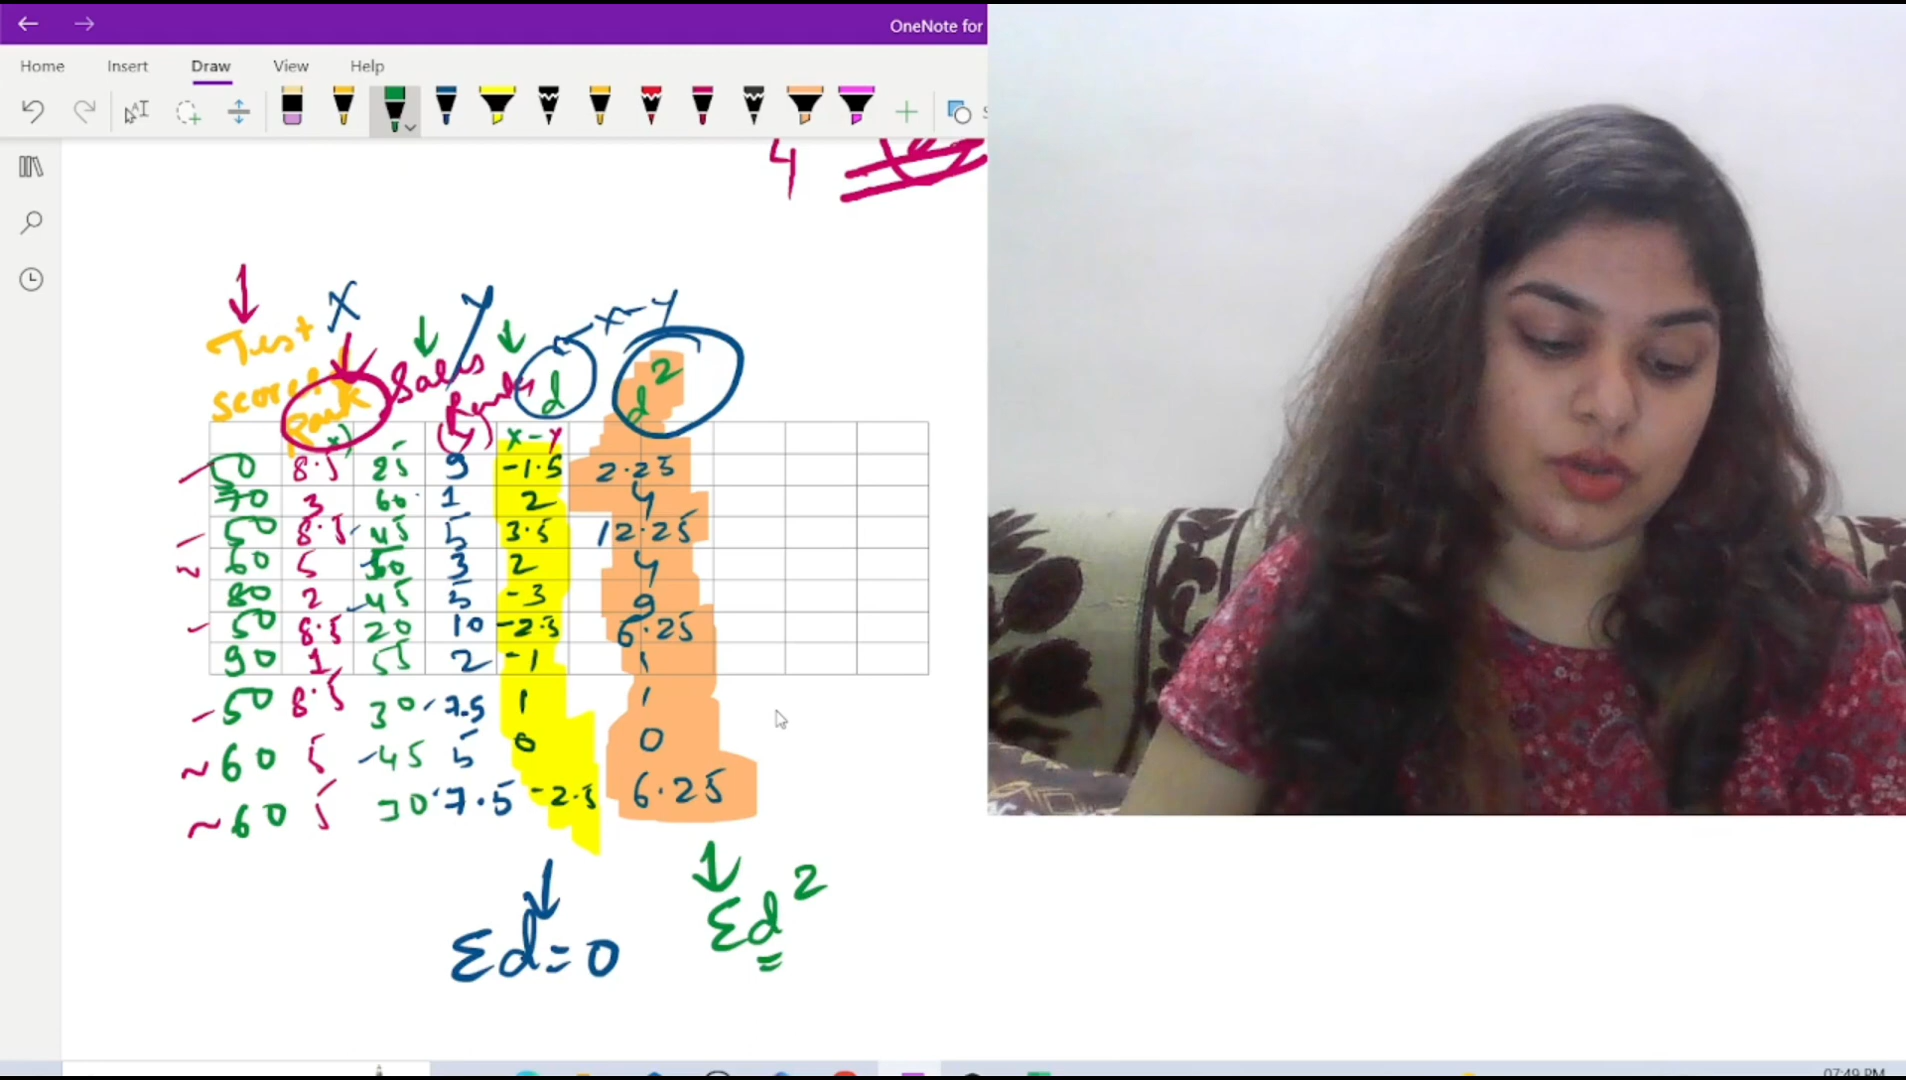 OneNote for
Home Insert Draw View Help
4
X Y x-y
Test
score Rank Sales Rank d d²
(x) (y) x-y
50 8.5 25 9 -1.5 2.25
70 3 60 1 2 4
50 8.5 45 5 3.5 12.25
60 5 50 3 2 4
80 2 45 5 -3 9
50 8.5 20 10 -2.5 6.25
90 1 55 2 -1 1
50 8.5 30 7.5 1 1
~60 5 45 5 0 0
~60 5 30 7.5 -2.5 6.25
Σd=0 Σd²
=
07:49 PM